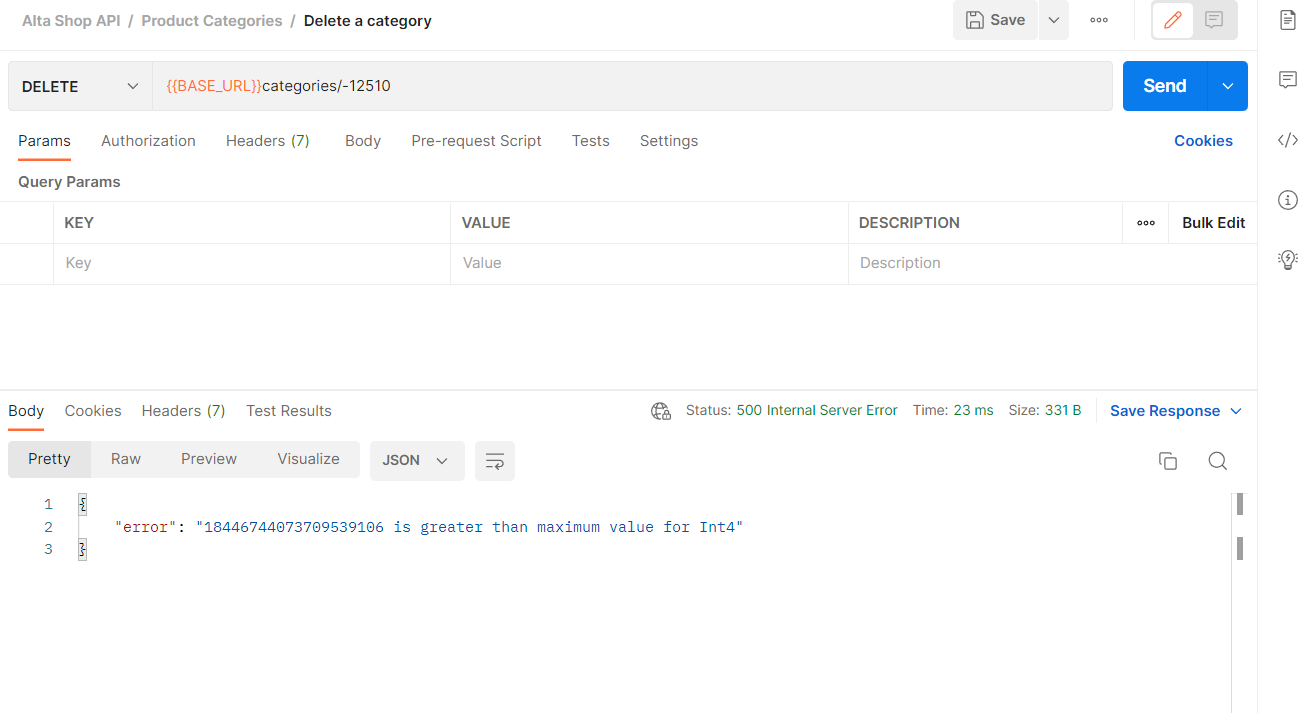 Alta Shop API / Product Categories / Delete a category
Save
DELETE
{{BASE_URL}}categories/-12510
Send
Params Authorization Headers (7) Body Pre-request Script Tests Settings
Cookies
Query Params
KEY VALUE DESCRIPTION Bulk Edit
Key Value Description
Body Cookies Headers (7) Test Results
Status: 500 Internal Server Error Time: 23 ms Size: 331 B Save Response
Pretty Raw Preview Visualize JSON
1 {
2 "error": "18446744073709539106 is greater than maximum value for Int4"
3 }